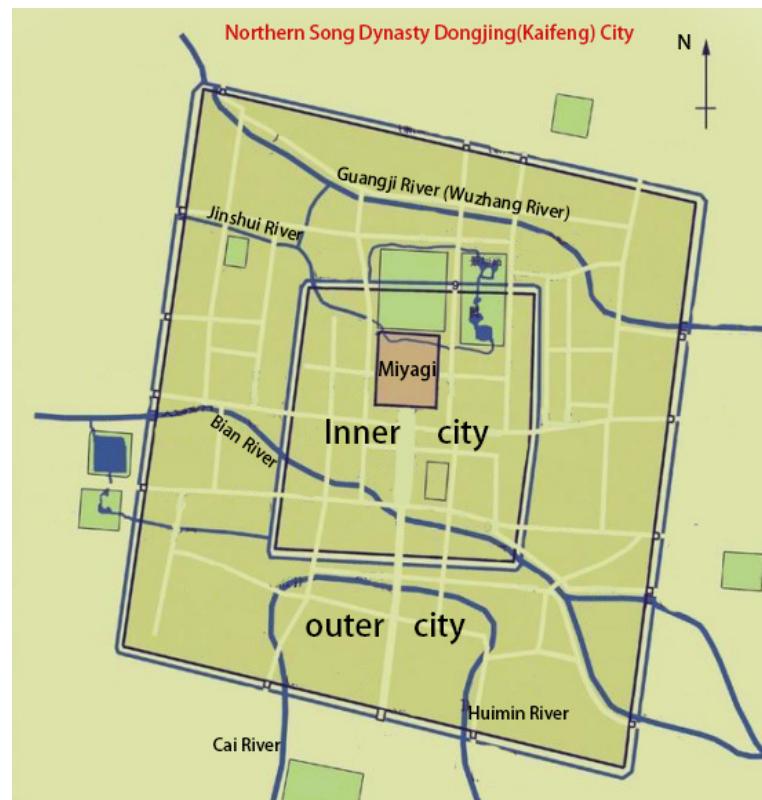 Northern Song Dynasty Dongjing(Kaifeng) City
N
Guangji River (Wuzhang River)
Jinshui River
Miyagi
Inner city
Bian River
outer city
Huimin River
Cai River